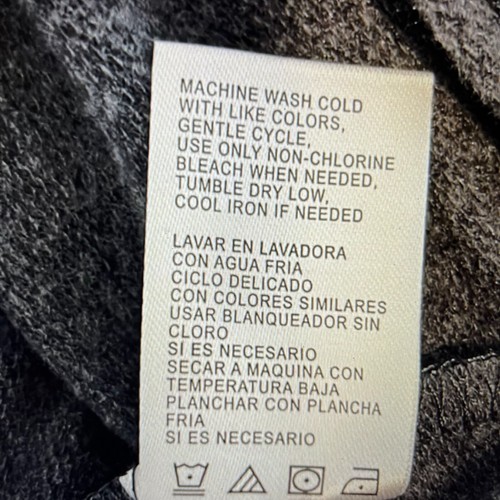 MACHINE WASH COLD
WITH LIKE COLORS,
GENTLE CYCLE,
USE ONLY NON-CHLORINE
BLEACH WHEN NEEDED,
TUMBLE DRY LOW,
COOL IRON IF NEEDED
LAVAR EN LAVADORA
CON AGUA FRIA
CICLO DELICADO
CON COLORES SIMILARES
USAR BLANQUEADOR SIN
CLORO
SI ES NECESARIO
SECAR A MAQUINA CON
TEMPERATURA BAJA
PLANCHAR CON PLANCHA
FRIA
SI ES NECESARIO